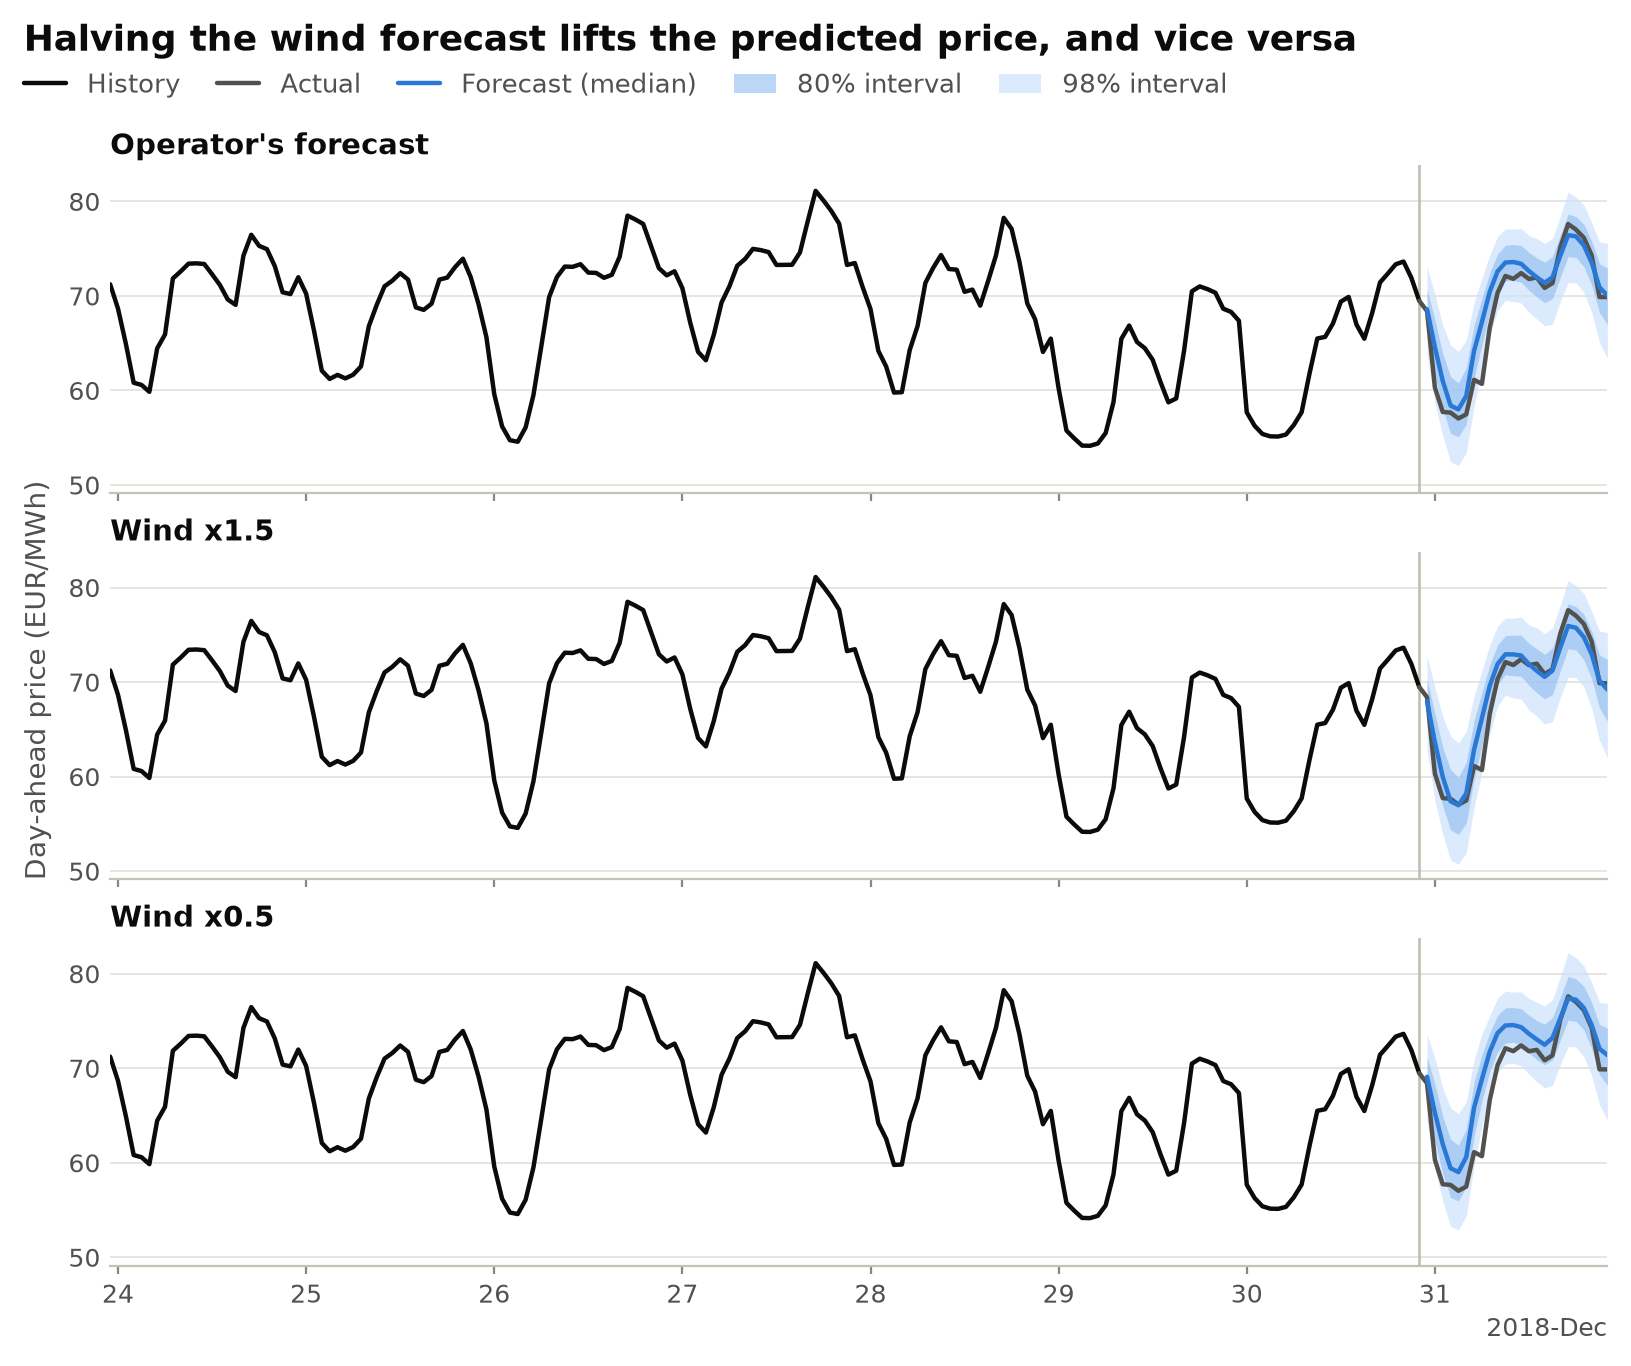 Halving the wind forecast lifts the predicted price, and vice versa
History Actual Forecast (median) 80% interval 98% interval
Operator's forecast
80
70
60
50
Day-ahead price (EUR/MWh)
Wind x1.5
80
70
60
50
Wind x0.5
80
70
60
50
24 25 26 27 28 29 30 31
2018-Dec